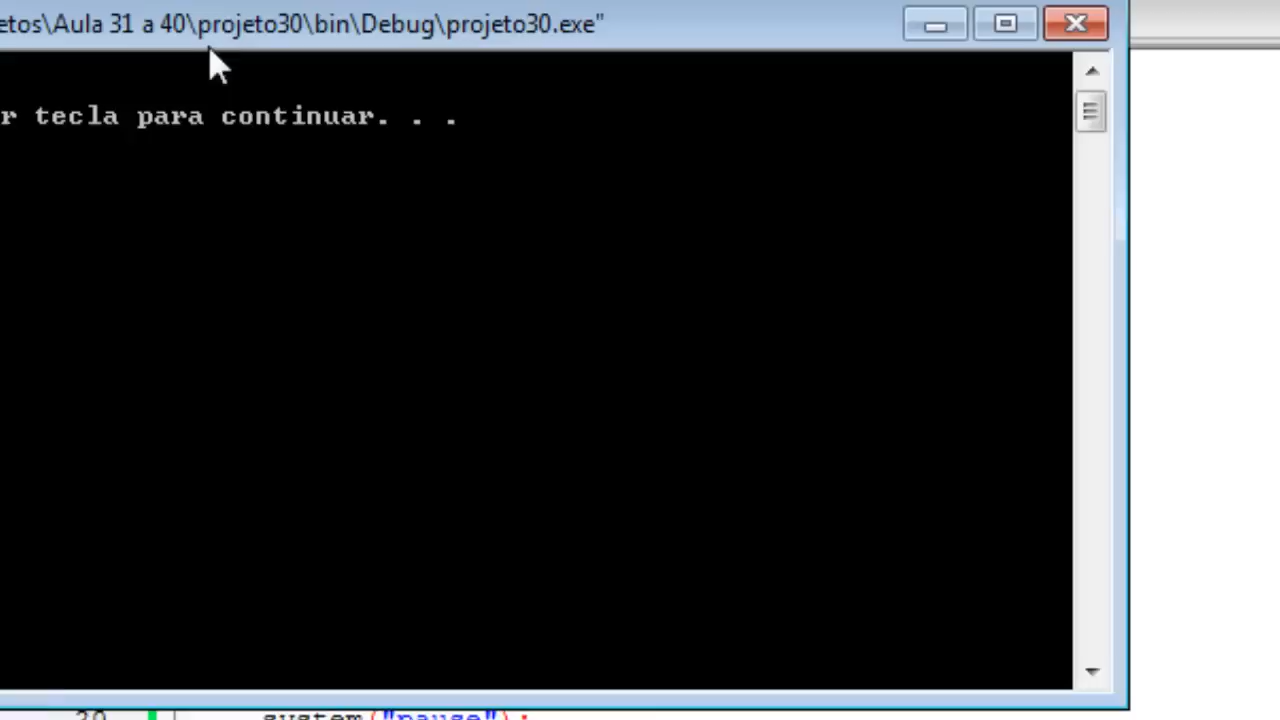 etos\Aula 31 a 40\projeto30\bin\Debug\projeto30.exe"
r tecla para continuar. . .
30 system("pause");